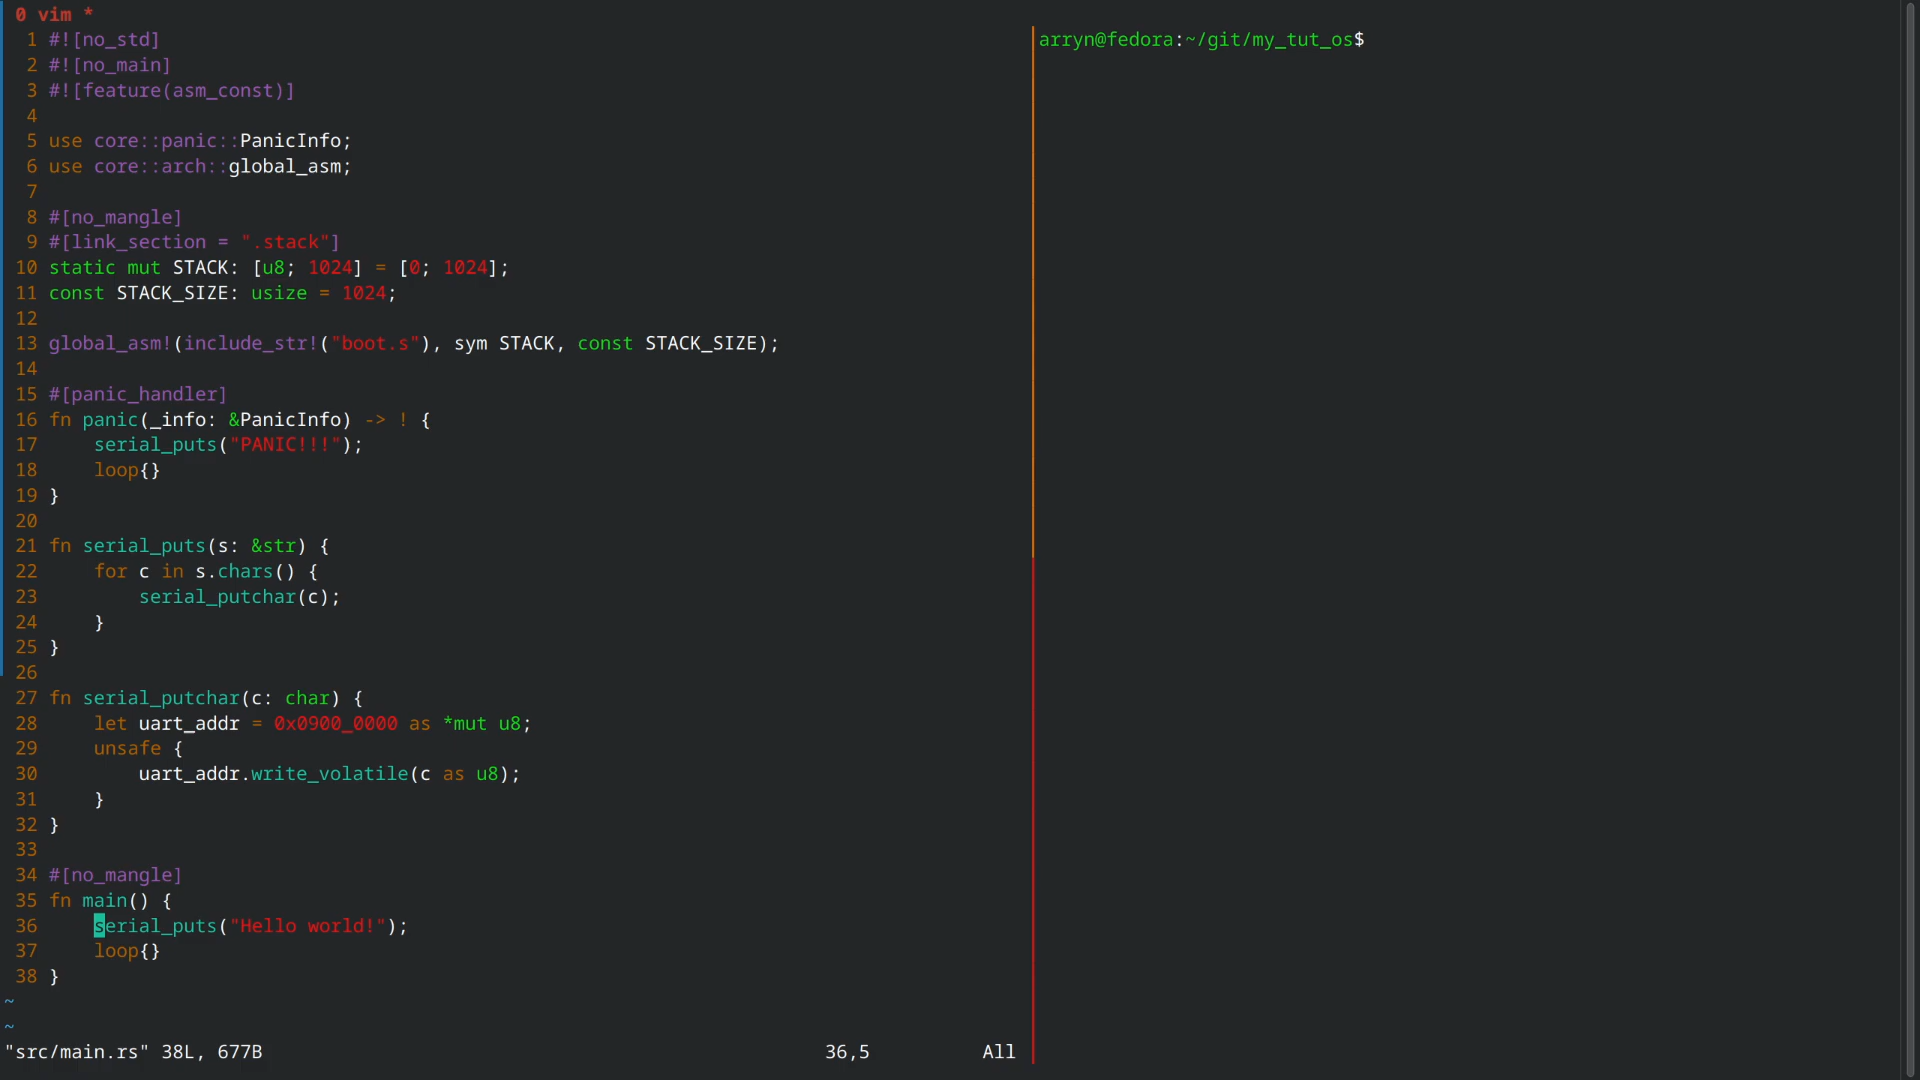 0 vim *
1 #![no_std]
2 #![no_main]
3 #![feature(asm_const)]
4
5 use core::panic::PanicInfo;
6 use core::arch::global_asm;
7
8 #[no_mangle]
9 #[link_section = ".stack"]
10 static mut STACK: [u8; 1024] = [0; 1024];
11 const STACK_SIZE: usize = 1024;
12
13 global_asm!(include_str!("boot.s"), sym STACK, const STACK_SIZE);
14
15 #[panic_handler]
16 fn panic(_info: &PanicInfo) -> ! {
17     serial_puts("PANIC!!!");
18     loop{}
19 }
20
21 fn serial_puts(s: &str) {
22     for c in s.chars() {
23         serial_putchar(c);
24     }
25 }
26
27 fn serial_putchar(c: char) {
28     let uart_addr = 0x0900_0000 as *mut u8;
29     unsafe {
30         uart_addr.write_volatile(c as u8);
31     }
32 }
33
34 #[no_mangle]
35 fn main() {
36     serial_puts("Hello world!");
37     loop{}
38 }
~
~
"src/main.rs" 38L, 677B 36,5 All
arryn@fedora:~/git/my_tut_os$